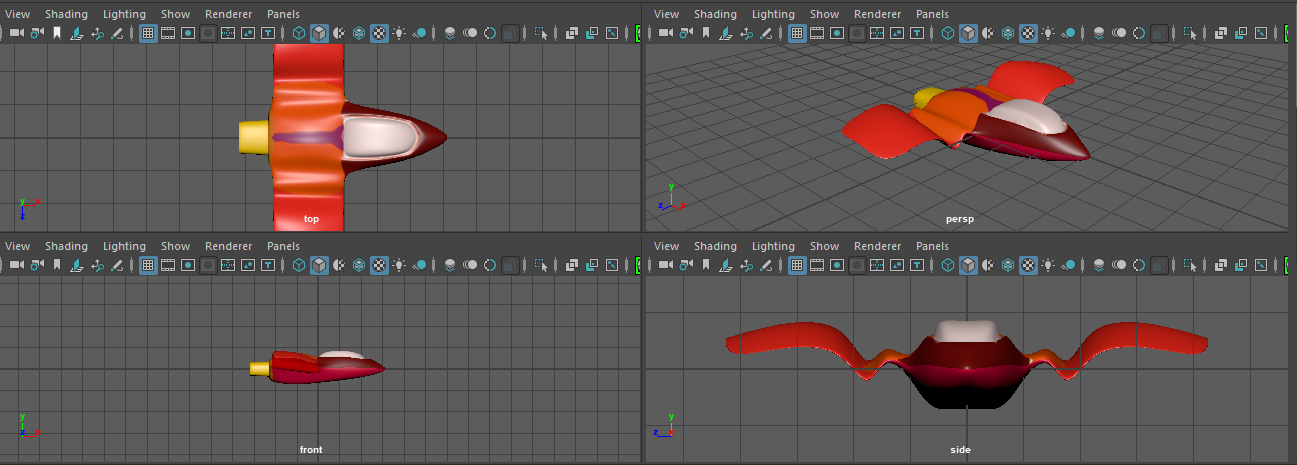 View Shading Lighting Show Renderer Panels
top
y x
z
View Shading Lighting Show Renderer Panels
persp
y
z x
View Shading Lighting Show Renderer Panels
front
y
z x
View Shading Lighting Show Renderer Panels
side
y
z x